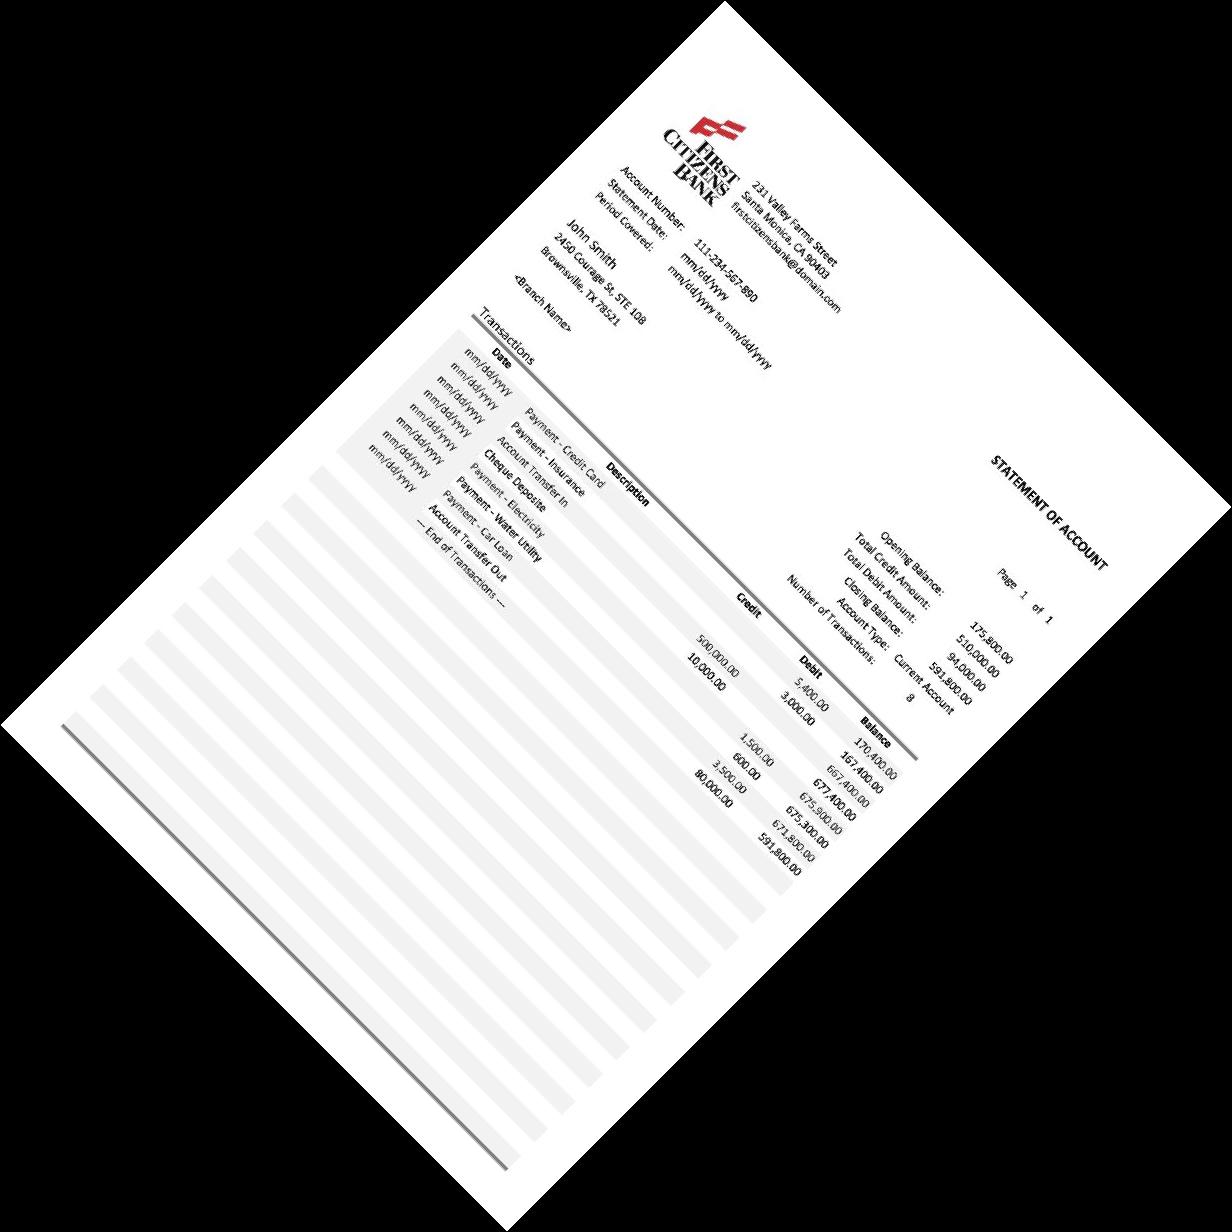 FIRST
CITIZENS
BANK
231 Valley Farms Street
Santa Monica, CA 90403
firstcitizensbank@domain.com
STATEMENT OF ACCOUNT
Account Number: 111-234-567-890
Statement Date: mm/dd/yyyy
Period Covered: mm/dd/yyyy to mm/dd/yyyy
Page 1 of 1
John Smith
2450 Courage St, STE 108
Brownsville, TX 78521
<Branch Name>
Opening Balance: 175,800.00
Total Credit Amount: 510,000.00
Total Debit Amount: 94,000.00
Closing Balance: 591,800.00
Account Type: Current Account
Number of Transactions: 8
Transactions
Date Description Credit Debit Balance
mm/dd/yyyy Payment - Credit Card 5,400.00 170,400.00
mm/dd/yyyy Payment - Insurance 3,000.00 167,400.00
mm/dd/yyyy Account Transfer In 500,000.00 667,400.00
mm/dd/yyyy Cheque Deposite 10,000.00 677,400.00
mm/dd/yyyy Payment - Electricity 1,500.00 675,900.00
mm/dd/yyyy Payment - Water Utility 600.00 675,300.00
mm/dd/yyyy Payment - Car Loan 3,500.00 671,800.00
mm/dd/yyyy Account Transfer Out 80,000.00 591,800.00
--- End of Transactions ---